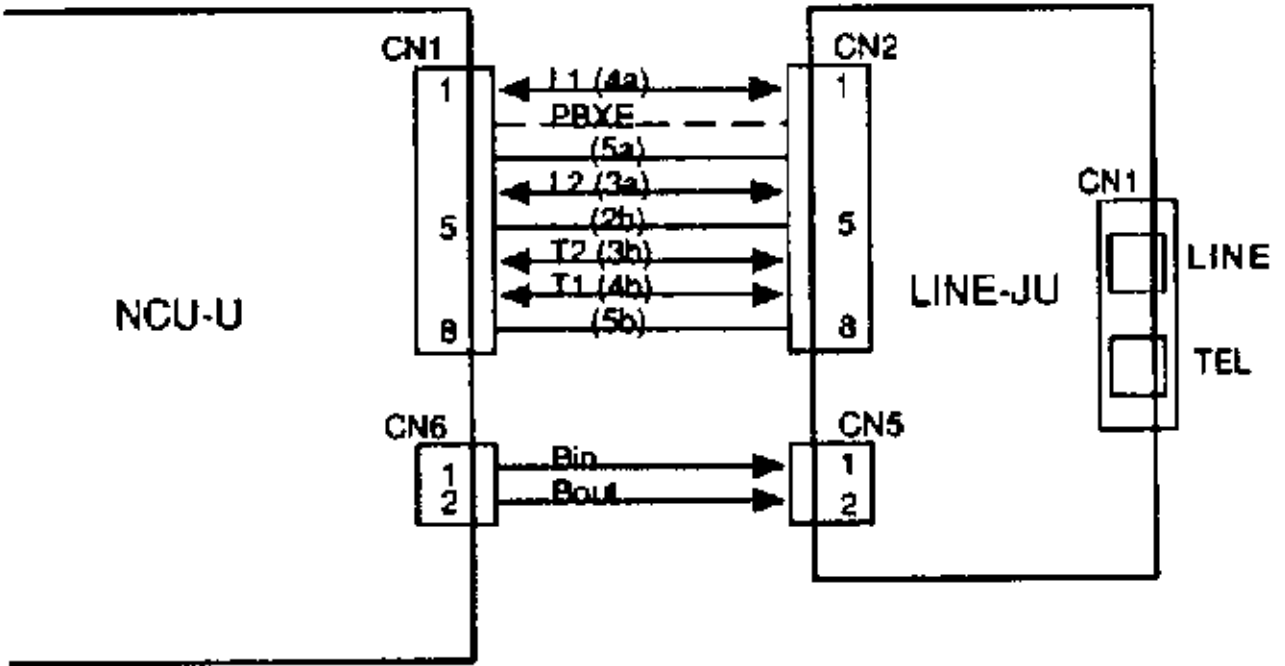 CN1
CN2
1 L1 (4a) 1
PBXE
(5a)
L2 (3a)
CN1
5 (2b) 5
T2 (3b)
LINE
T1 (4b)
NCU-U
LINE-JU
8 (5b) 8
TEL
CN6
CN5
1 Bin 1
2 Bout 2